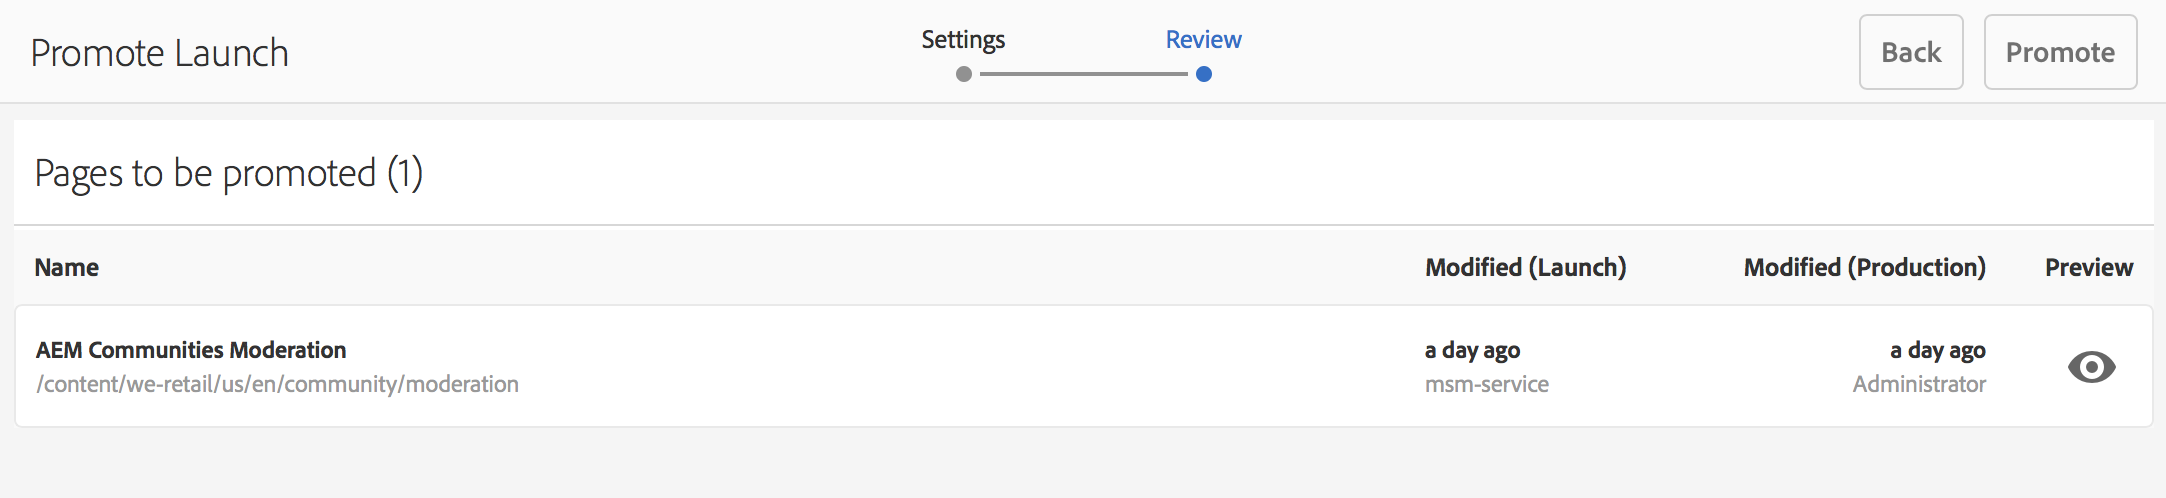 Promote Launch
Settings
Review
Back
Promote
Pages to be promoted (1)
Name
Modified (Launch)
Modified (Production)
Preview
AEM Communities Moderation
a day ago
a day ago
/content/we-retail/us/en/community/moderation
msm-service
Administrator